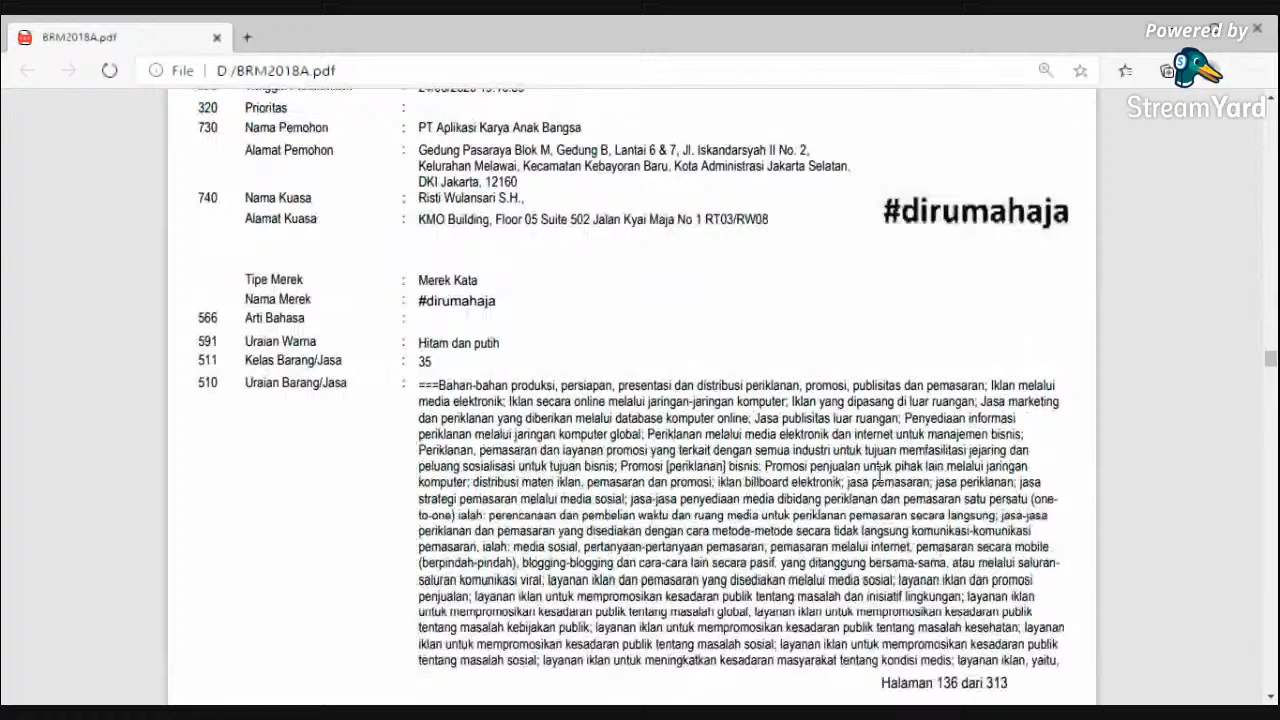 Powered by
BRM2018A.pdf
File D:/BRM2018A.pdf
StreamYard
320 Prioritas :
730 Nama Pemohon : PT Aplikasi Karya Anak Bangsa
Alamat Pemohon : Gedung Pasaraya Blok M, Gedung B, Lantai 6 & 7, Jl. Iskandarsyah II No. 2,
Kelurahan Melawai, Kecamatan Kebayoran Baru, Kota Administrasi Jakarta Selatan,
DKI Jakarta, 12160
740 Nama Kuasa : Risti Wulansari S.H.,
#dirumahaja
Alamat Kuasa : KMO Building, Floor 05 Suite 502 Jalan Kyai Maja No 1 RT03/RW08
Tipe Merek : Merek Kata
Nama Merek : #dirumahaja
566 Arti Bahasa :
591 Uraian Warna : Hitam dan putih
511 Kelas Barang/Jasa : 35
510 Uraian Barang/Jasa : ===Bahan-bahan produksi, persiapan, presentasi dan distribusi periklanan, promosi, publisitas dan pemasaran; Iklan melalui
media elektronik; Iklan secara online melalui jaringan-jaringan komputer; Iklan yang dipasang di luar ruangan; Jasa marketing
dan periklanan yang diberikan melalui database komputer online; Jasa publisitas luar ruangan; Penyediaan informasi
periklanan melalui jaringan komputer global; Periklanan melalui media elektronik dan internet untuk manajemen bisnis;
Periklanan, pemasaran dan layanan promosi yang terkait dengan semua industri untuk tujuan memfasilitasi jejaring dan
peluang sosialisasi untuk tujuan bisnis; Promosi [periklanan] bisnis; Promosi penjualan untuk pihak lain melalui jaringan
komputer; distribusi materi iklan, pemasaran dan promosi; iklan billboard elektronik; jasa pemasaran; jasa periklanan; jasa
strategi pemasaran melalui media sosial; jasa-jasa penyediaan media dibidang periklanan dan pemasaran satu persatu (one-
to-one) ialah: perencanaan dan pembelian waktu dan ruang media untuk periklanan pemasaran secara langsung; jasa-jasa
periklanan dan pemasaran yang disediakan dengan cara metode-metode secara tidak langsung komunikasi-komunikasi
pemasaran, ialah: media sosial, pertanyaan-pertanyaan pemasaran, pemasaran melalui internet, pemasaran secara mobile
(berpindah-pindah), blogging-blogging dan cara-cara lain secara pasif, yang ditanggung bersama-sama, atau melalui saluran-
saluran komunikasi viral; layanan iklan dan pemasaran yang disediakan melalui media sosial; layanan iklan dan promosi
penjualan; layanan iklan untuk mempromosikan kesadaran publik tentang masalah dan inisiatif lingkungan; layanan iklan
untuk mempromosikan kesadaran publik tentang masalah global; layanan iklan untuk mempromosikan kesadaran publik
tentang masalah kebijakan publik; layanan iklan untuk mempromosikan kesadaran publik tentang masalah kesehatan; layanan
iklan untuk mempromosikan kesadaran publik tentang masalah sosial; layanan iklan untuk mempromosikan kesadaran publik
tentang masalah sosial; layanan iklan untuk meningkatkan kesadaran masyarakat tentang kondisi medis; layanan iklan, yaitu,
Halaman 136 dari 313